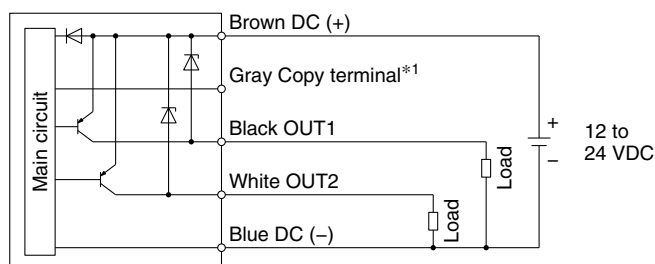 Main circuit
Brown DC (+)
Gray Copy terminal*1
Black OUT1
White OUT2
Blue DC (−)
Load
Load
+
−
12 to
24 VDC